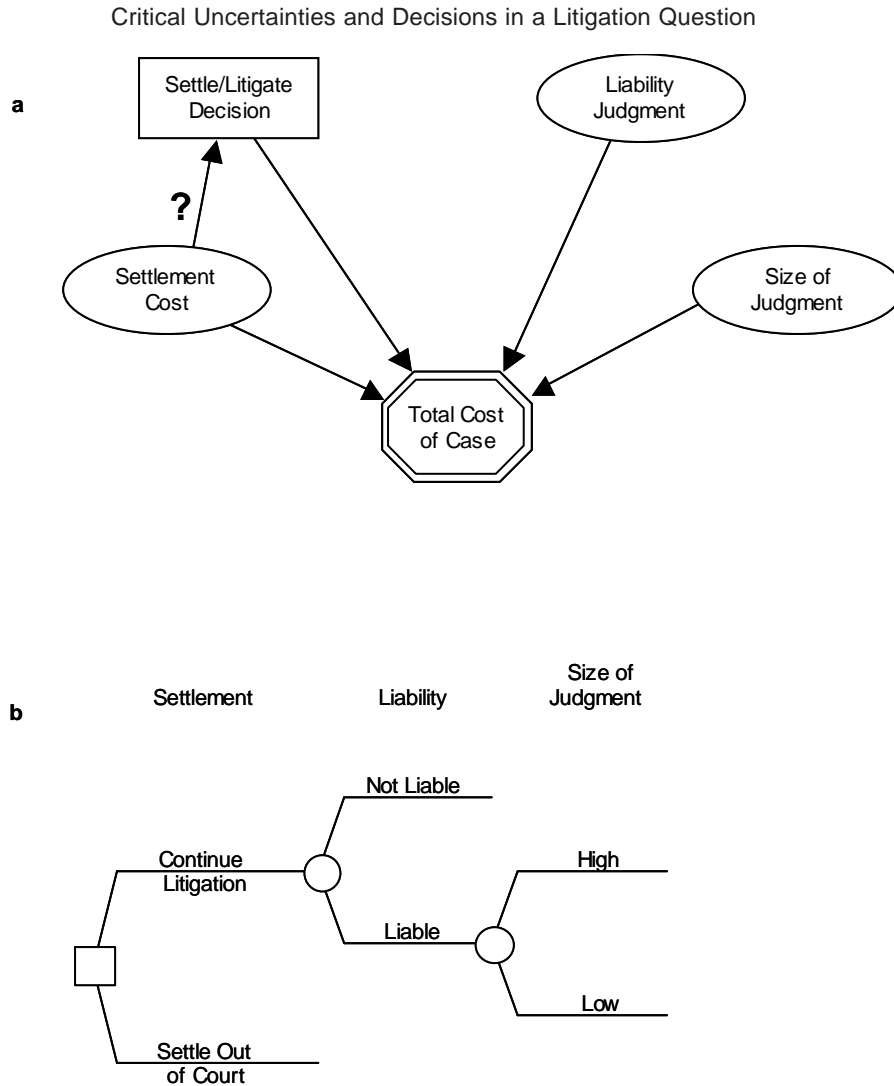 Critical Uncertainties and Decisions in a Litigation Question
a
Settle/Litigate
Decision
Liability
Judgment
?
Settlement
Cost
Size of
Judgment
Total Cost
of Case
b
Settlement
Liability
Size of
Judgment
Not Liable
Continue
Litigation
High
Liable
Low
Settle Out
of Court